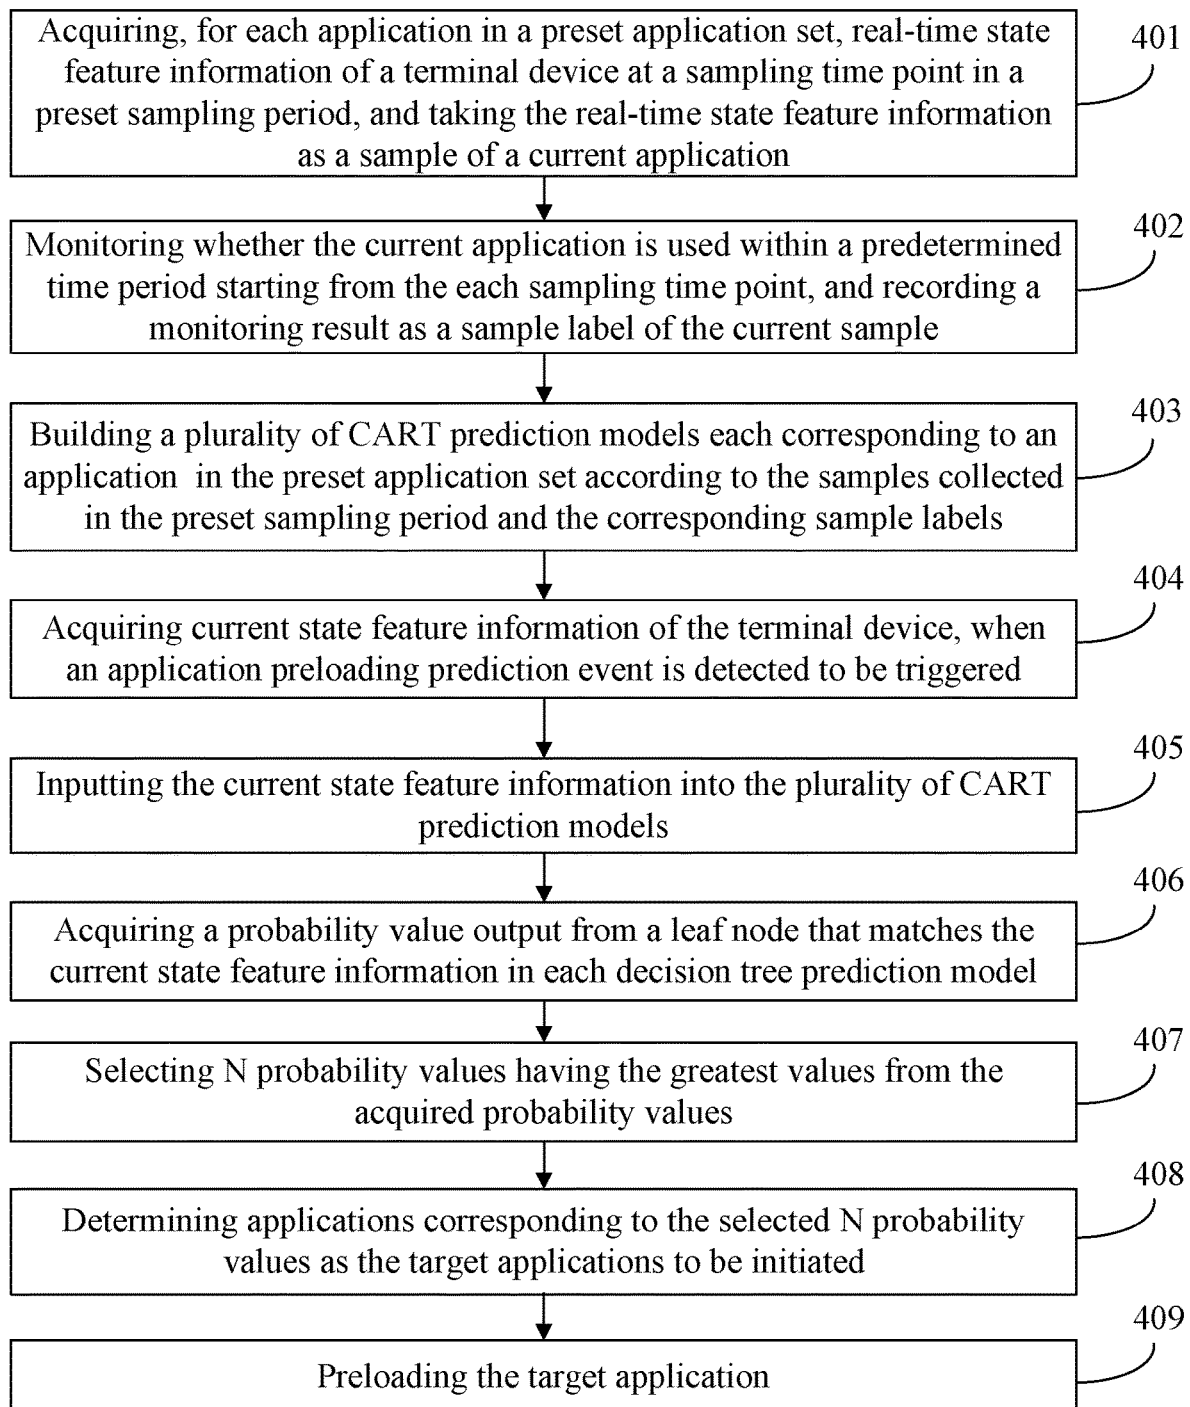 Acquiring, for each application in a preset application set, real-time state
feature information of a terminal device at a sampling time point in a
preset sampling period, and taking the real-time state feature information
as a sample of a current application
401
Monitoring whether the current application is used within a predetermined
time period starting from the each sampling time point, and recording a
monitoring result as a sample label of the current sample
402
Building a plurality of CART prediction models each corresponding to an
application in the preset application set according to the samples collected
in the preset sampling period and the corresponding sample labels
403
Acquiring current state feature information of the terminal device, when
an application preloading prediction event is detected to be triggered
404
Inputting the current state feature information into the plurality of CART
prediction models
405
Acquiring a probability value output from a leaf node that matches the
current state feature information in each decision tree prediction model
406
Selecting N probability values having the greatest values from the
acquired probability values
407
Determining applications corresponding to the selected N probability
values as the target applications to be initiated
408
Preloading the target application
409